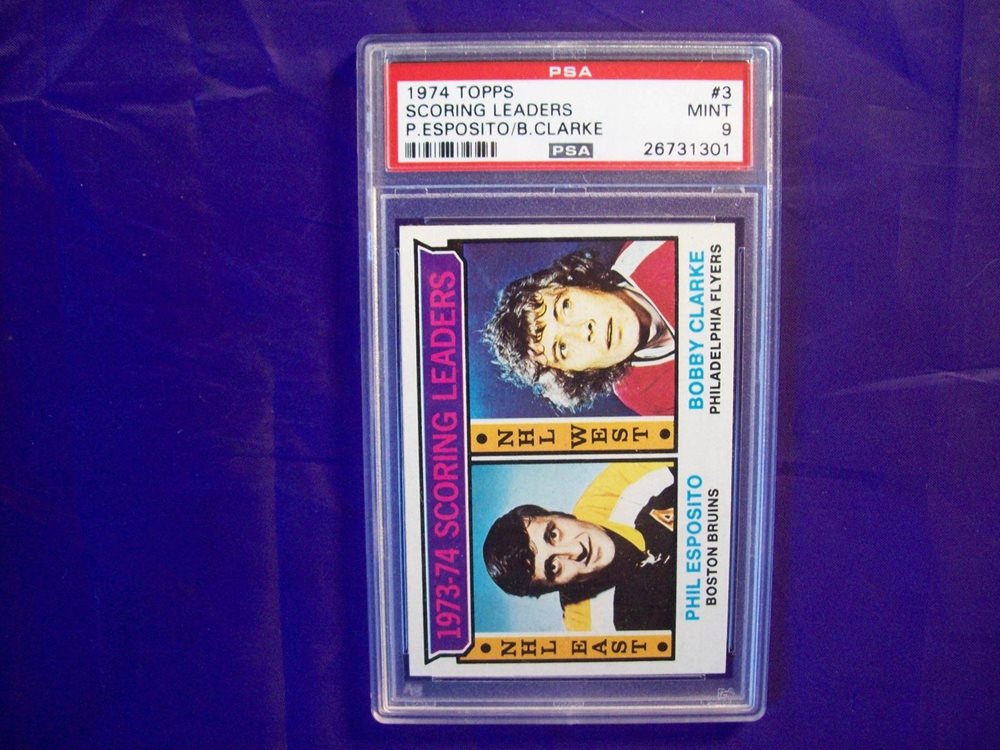 PSA
1974 TOPPS #3
SCORING LEADERS MINT
P.ESPOSITO/B.CLARKE 9
PSA 26731301
1973-74 SCORING LEADERS
NHL EAST
NHL WEST
PHIL ESPOSITO
BOSTON BRUINS
BOBBY CLARKE
PHILADELPHIA FLYERS